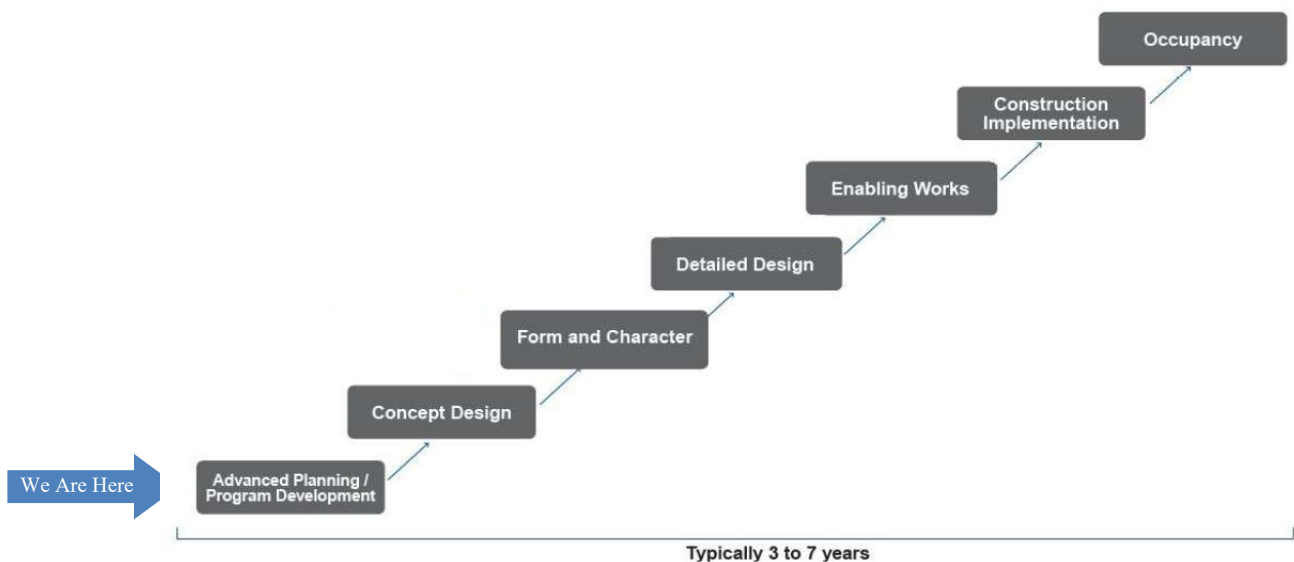 Occupancy
Construction
Implementation
Enabling Works
Detailed Design
Form and Character
Concept Design
We Are Here
Advanced Planning /
Program Development
Typically 3 to 7 years